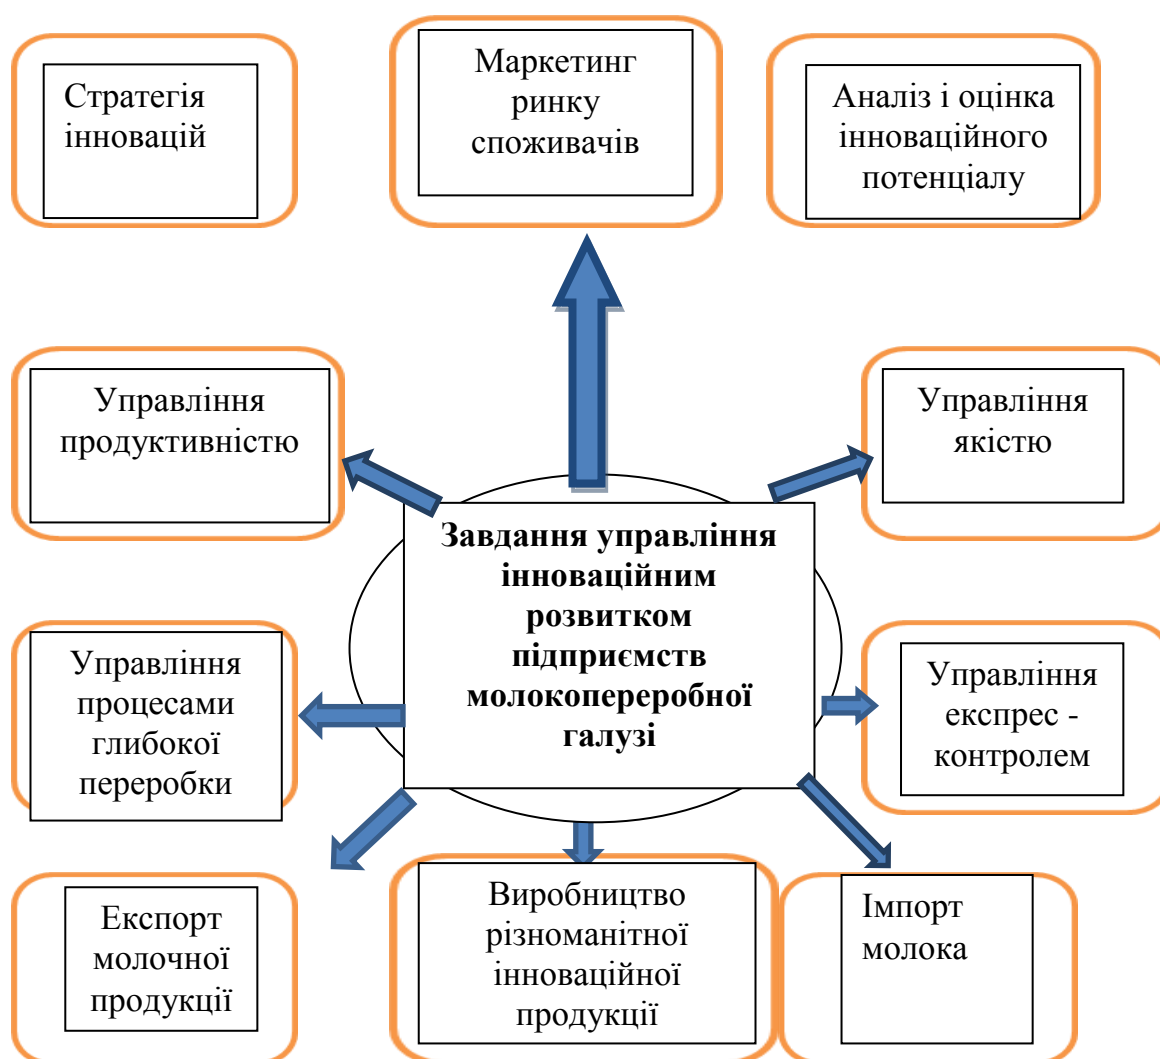 Стратегія
інновацій
Маркетинг
ринку
споживачів
Аналіз і оцінка
інноваційного
потенціалу
Управління
продуктивністю
Управління
якістю
Завдання управління
інноваційним
розвитком
підприємств
молокопереробної
галузі
Управління
процесами
глибокої
переробки
Управління
експрес -
контролем
Експорт
молочної
продукції
Виробництво
різноманітної
інноваційної
продукції
Імпорт
молока